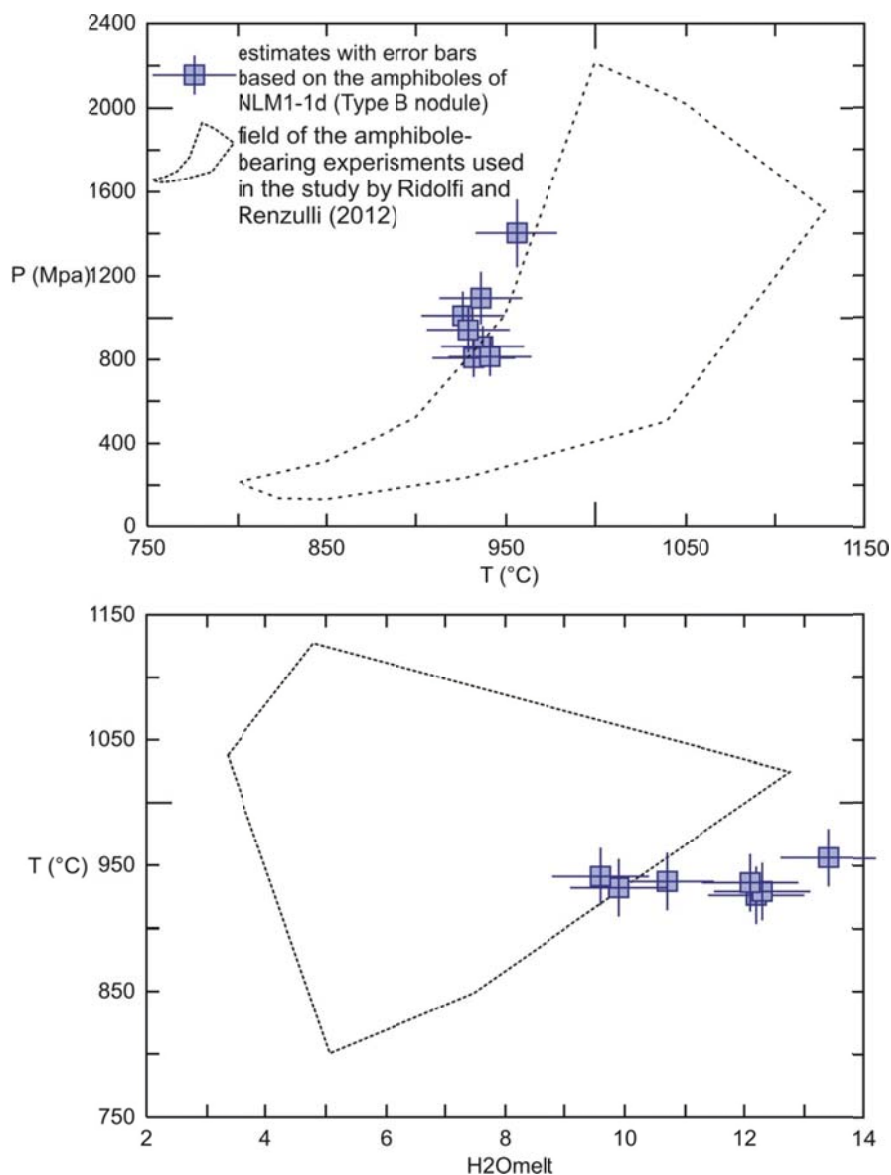 2400
2000
1600
1200
800
400
0
P (Mpa)
estimates with error bars
based on the amphiboles of
NLM1-1d (Type B nodule)
field of the amphibole-
bearing experisments used
in the study by Ridolfi and
Renzulli (2012)
750 850 950 1050 1150
T (°C)
1150
1050
950
850
750
T (°C)
2 4 6 8 10 12 14
H2Omelt